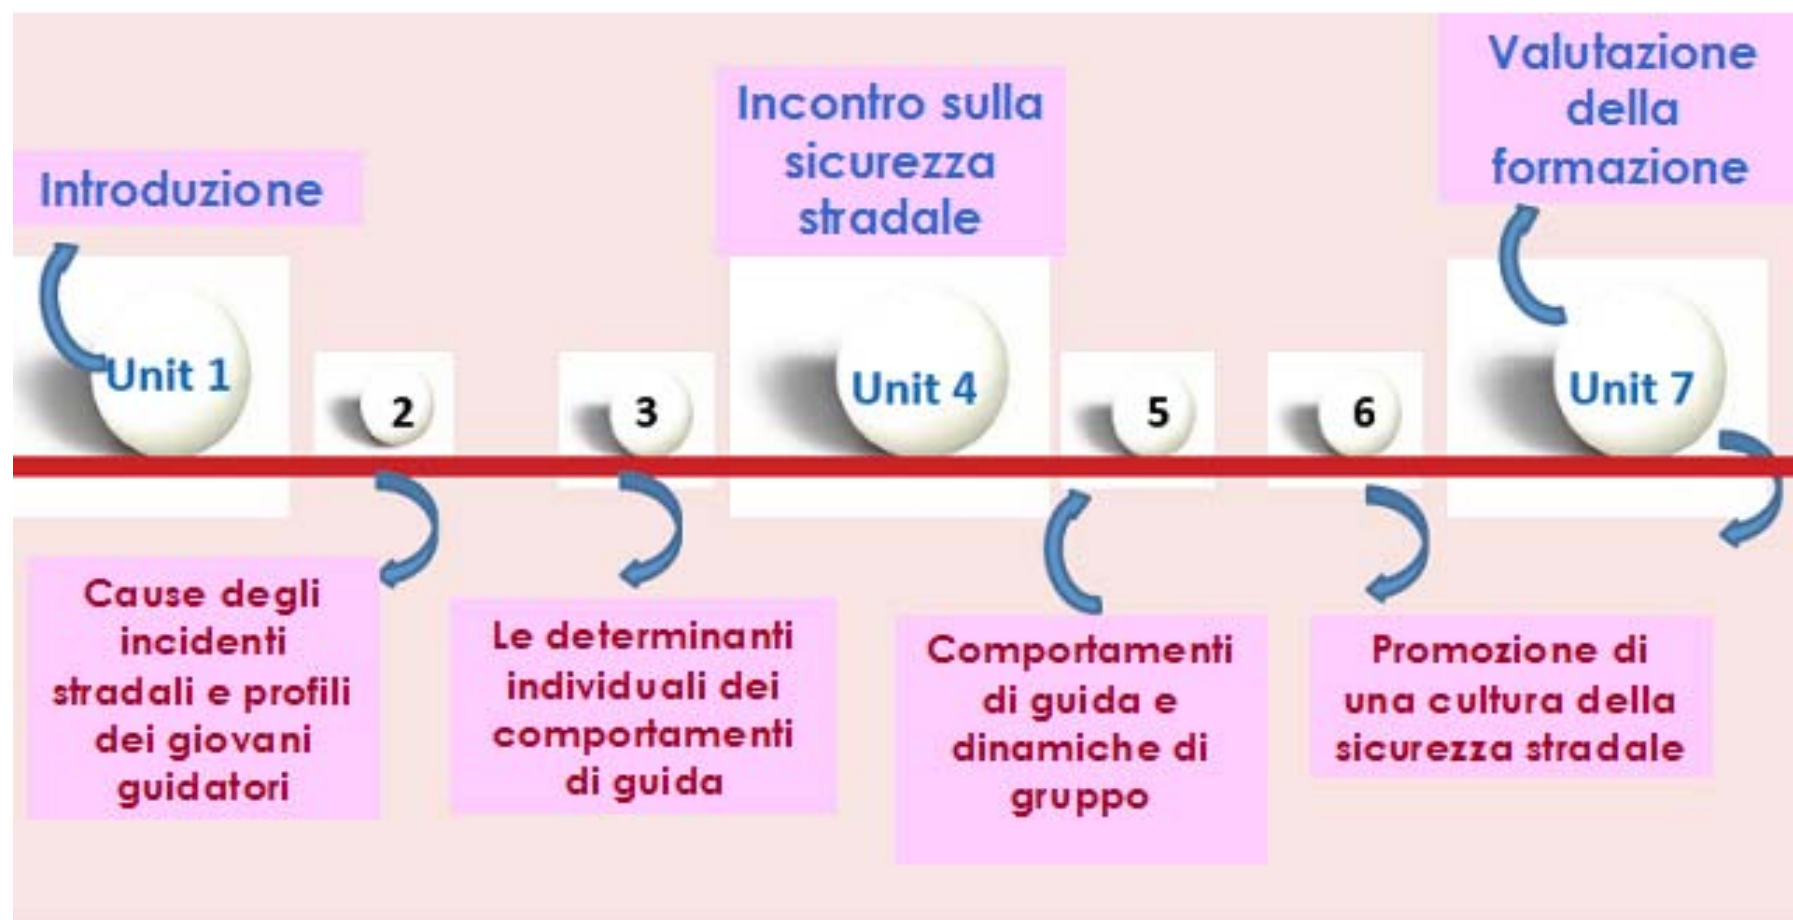 Introduzione
Incontro sulla
sicurezza
stradale
Valutazione
della
formazione
Unit 1
2
3
Unit 4
5
6
Unit 7
Cause degli
incidenti
stradali e profili
dei giovani
guidatori
Le determinanti
individuali dei
comportamenti
di guida
Comportamenti
di guida e
dinamiche di
gruppo
Promozione di
una cultura della
sicurezza stradale